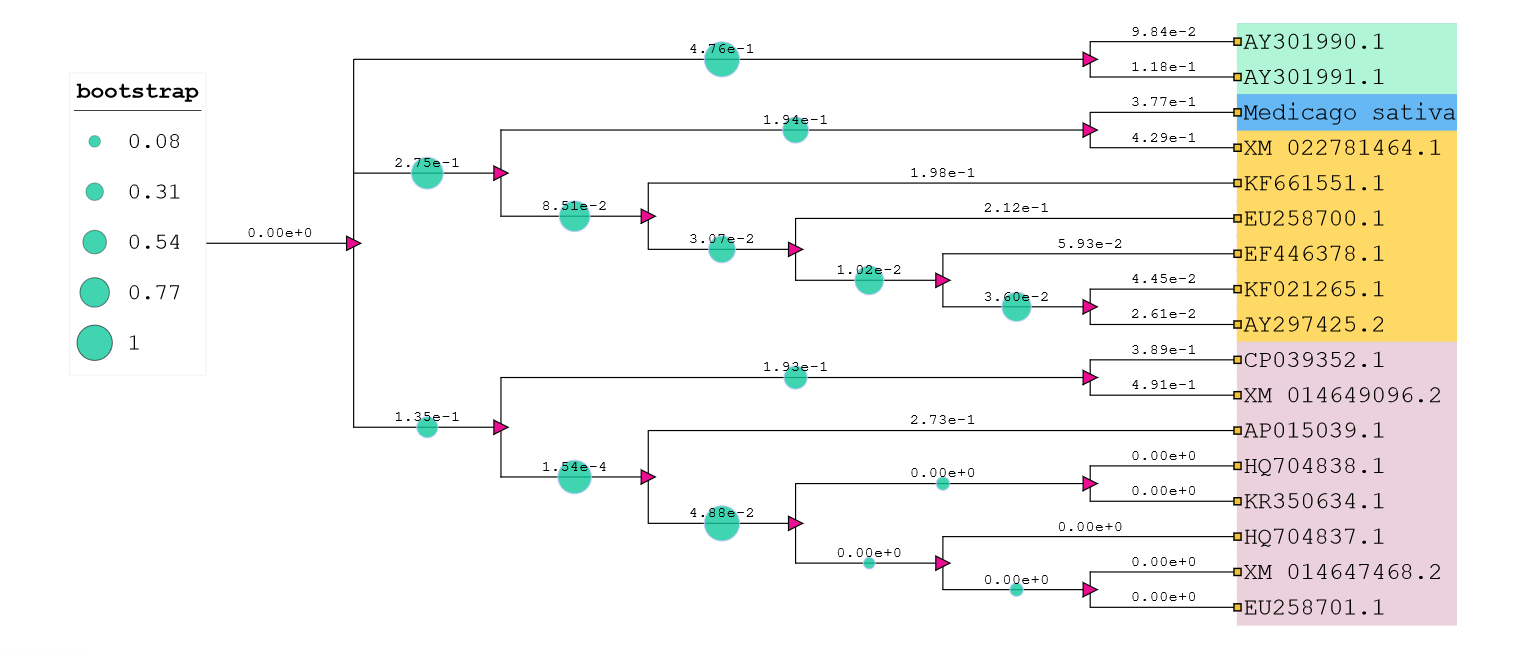 bootstrap
0.08
0.31
0.54
0.77
1
0.00e+0
4.76e-1
9.84e-2
AY301990.1
1.18e-1
AY301991.1
2.75e-1
1.94e-1
3.77e-1
Medicago sativa
4.29e-1
XM 022781464.1
8.51e-2
1.98e-1
KF661551.1
3.07e-2
2.12e-1
EU258700.1
1.02e-2
5.93e-2
EF446378.1
3.60e-2
4.45e-2
KF021265.1
2.61e-2
AY297425.2
1.35e-1
1.93e-1
3.89e-1
CP039352.1
4.91e-1
XM 014649096.2
1.54e-4
2.73e-1
AP015039.1
4.88e-2
0.00e+0
0.00e+0
HQ704838.1
0.00e+0
KR350634.1
0.00e+0
0.00e+0
HQ704837.1
0.00e+0
0.00e+0
XM 014647468.2
0.00e+0
EU258701.1